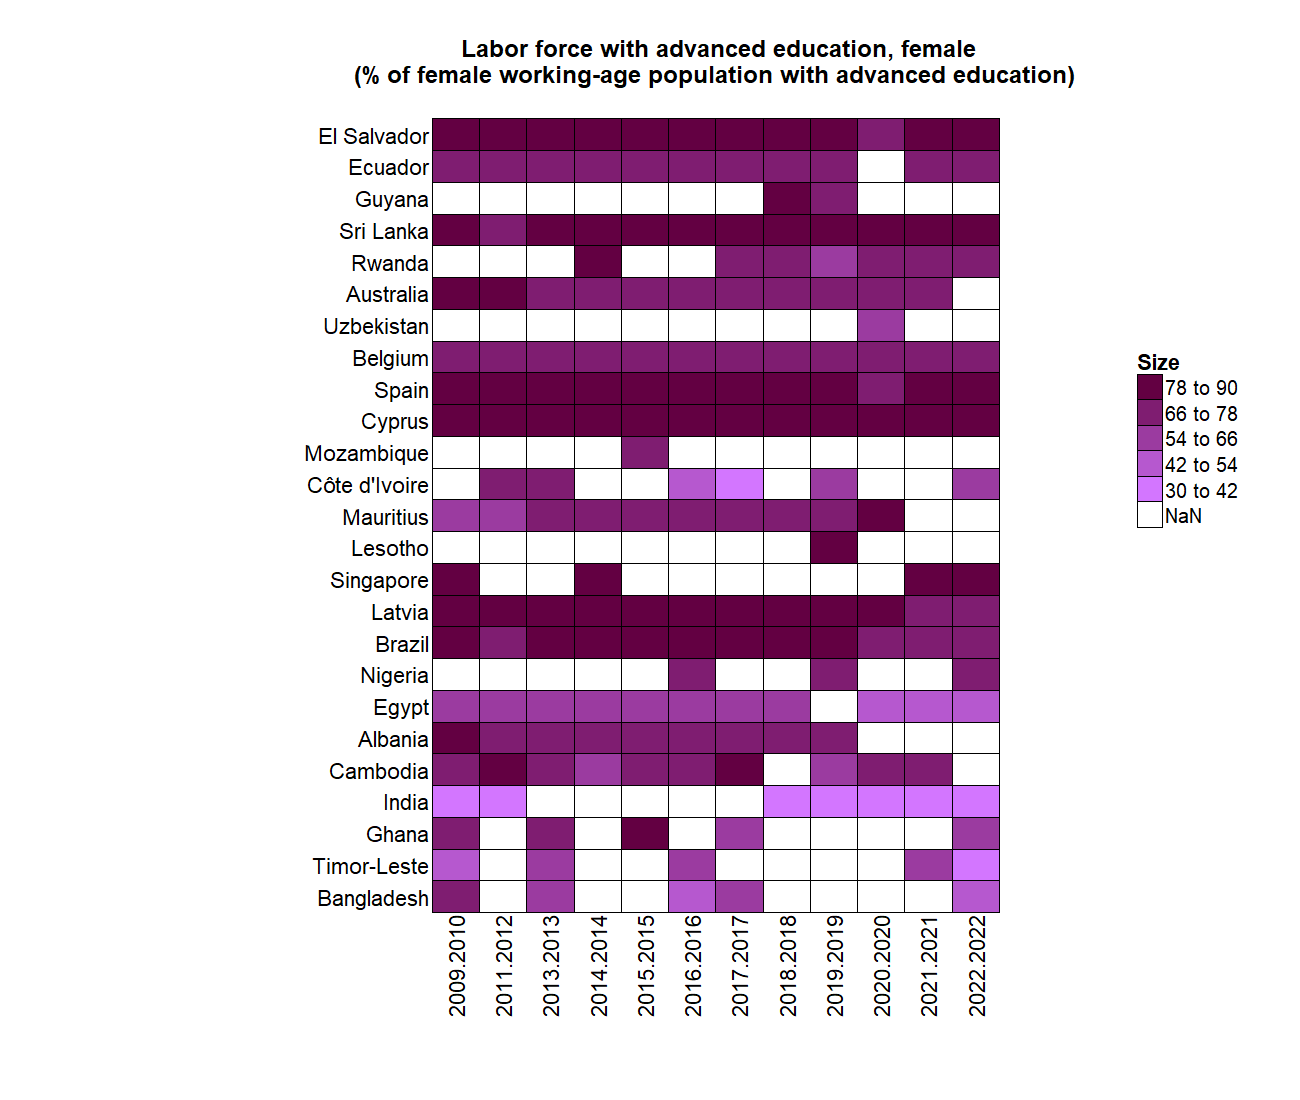 Labor force with advanced education, female
(% of female working-age population with advanced education)
El Salvador
Ecuador
Guyana
Sri Lanka
Rwanda
Australia
Uzbekistan
Belgium
Spain
Cyprus
Mozambique
Côte d'Ivoire
Mauritius
Lesotho
Singapore
Latvia
Brazil
Nigeria
Egypt
Albania
Cambodia
India
Ghana
Timor-Leste
Bangladesh
2009.2010
2011.2012
2013.2013
2014.2014
2015.2015
2016.2016
2017.2017
2018.2018
2019.2019
2020.2020
2021.2021
2022.2022
Size
78 to 90
66 to 78
54 to 66
42 to 54
30 to 42
NaN